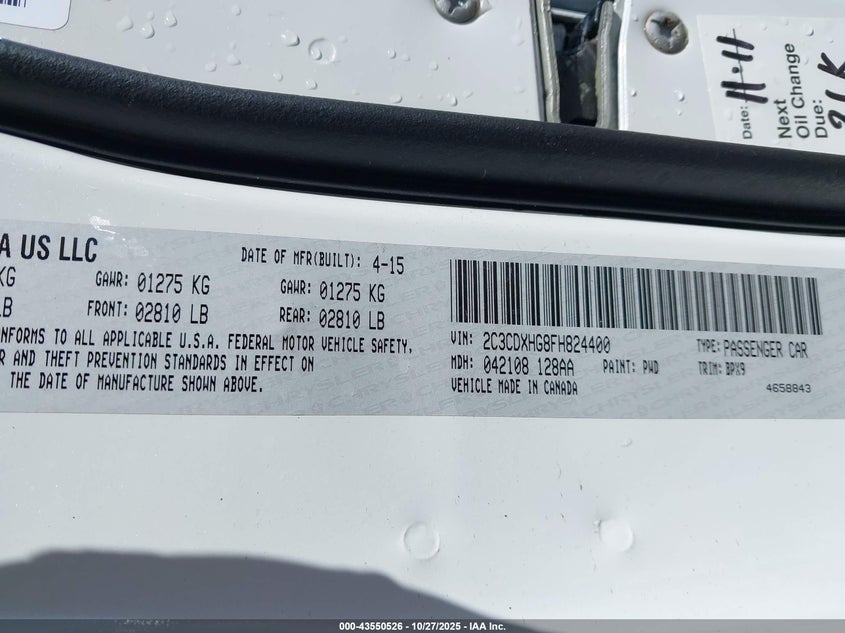 Date: 11-11
Next
Oil Change
Due:
A US LLC
DATE OF MFR(BUILT): 4-15
KG GAWR: 01275 KG GAWR: 01275 KG
LB FRONT: 02810 LB REAR: 02810 LB
NFORMS TO ALL APPLICABLE U.S.A. FEDERAL MOTOR VEHICLE SAFETY,
R AND THEFT PREVENTION STANDARDS IN EFFECT ON
THE DATE OF MANUFACTURE SHOWN ABOVE.
VIN: 2C3CDXHG8FH824400 TYPE: PASSENGER CAR
MDH: 042108 128AA PAINT: PWD TRIM: BPX9
VEHICLE MADE IN CANADA 4658843
000-43550526 - 10/27/2025 - IAA Inc.